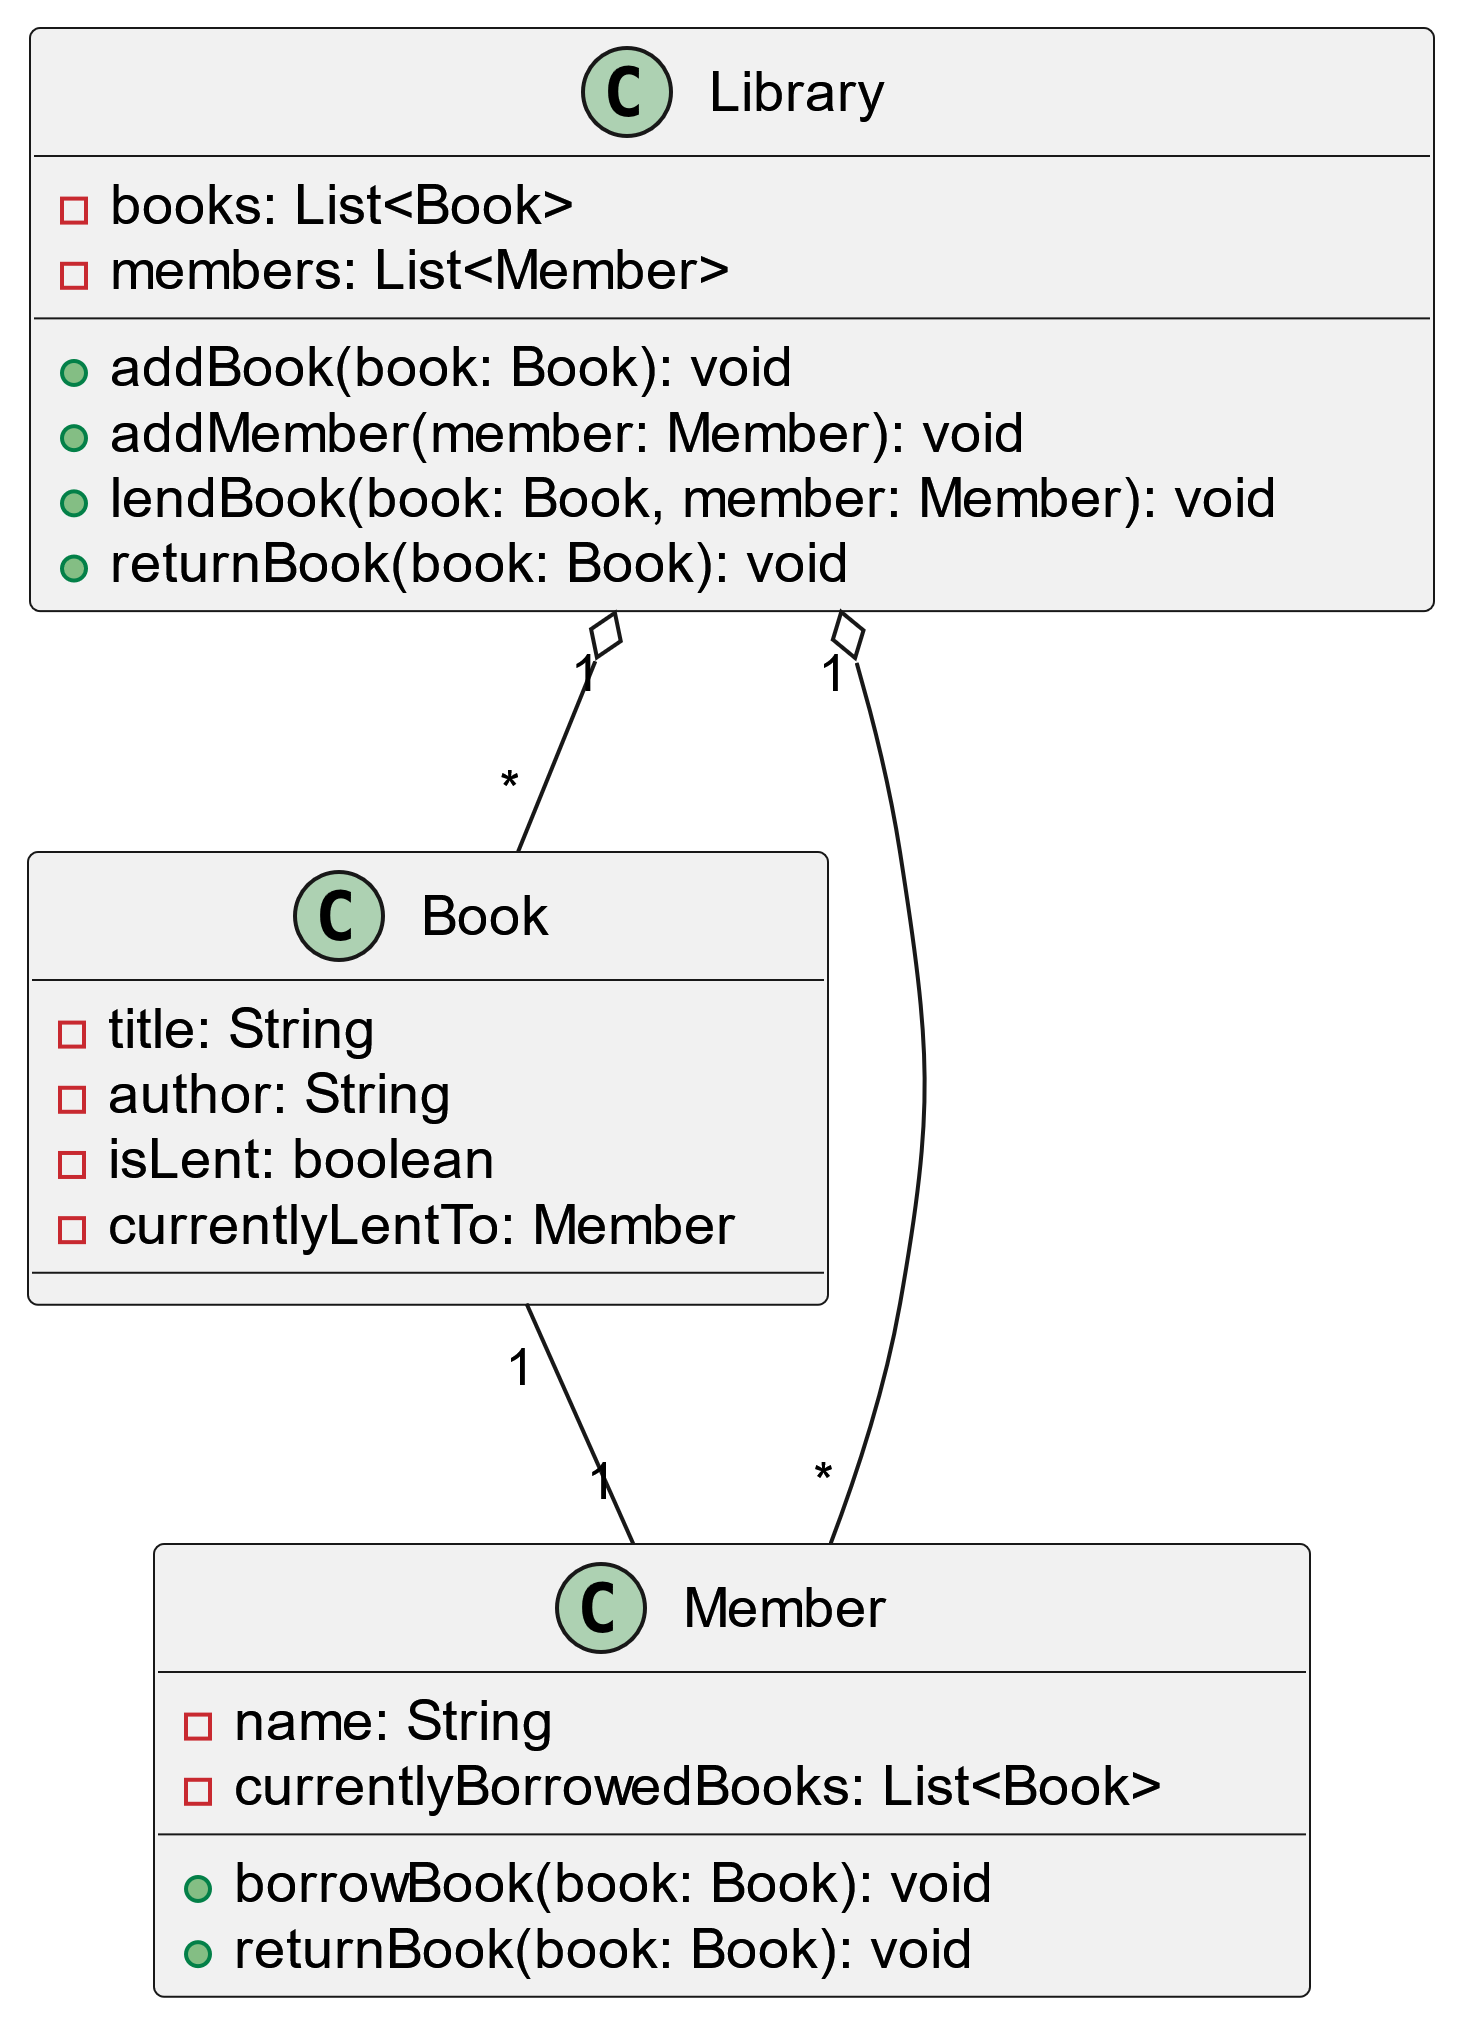 C Library
books: List<Book>
members: List<Member>
addBook(book: Book): void
addMember(member: Member): void
lendBook(book: Book, member: Member): void
returnBook(book: Book): void
1 1
*
C Book
title: String
author: String
isLent: boolean
currentlyLentTo: Member
1
1 *
C Member
name: String
currentlyBorrowedBooks: List<Book>
borrowBook(book: Book): void
returnBook(book: Book): void